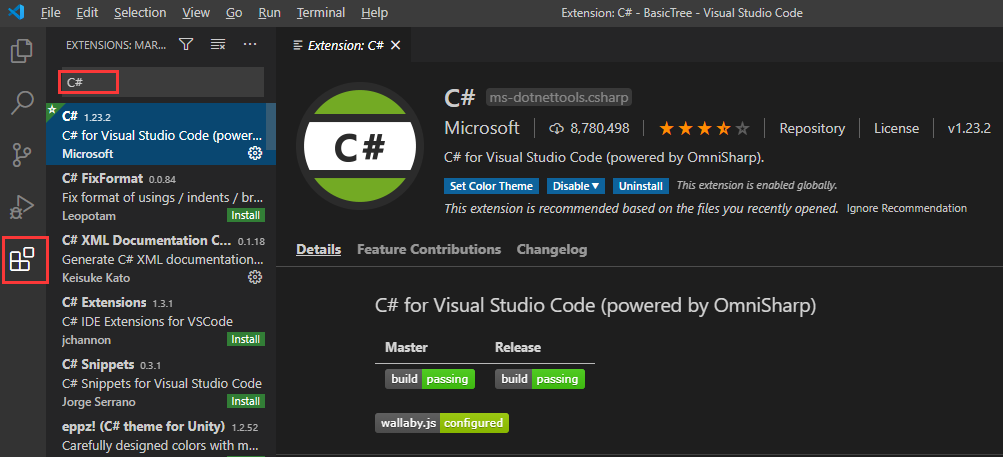 File Edit Selection View Go Run Terminal Help Extension: C# - BasicTree - Visual Studio Code
EXTENSIONS: MAR...
Extension: C#
C#
C# 1.23.2
C# for Visual Studio Code (powe...
Microsoft
C# FixFormat 0.0.84
Fix format of usings / indents / br...
Leopotam Install
C# XML Documentation C... 0.1.18
Generate C# XML documentation...
Keisuke Kato
C# Extensions 1.3.1
C# IDE Extensions for VSCode
jchannon Install
C# Snippets 0.3.1
C# Snippets for Visual Studio Code
Jorge Serrano Install
eppz! (C# theme for Unity) 1.2.52
Carefully designed colors with m...
C#
C# ms-dotnettools.csharp
Microsoft 8,780,498 Repository License v1.23.2
C# for Visual Studio Code (powered by OmniSharp).
Set Color Theme Disable Uninstall This extension is enabled globally.
This extension is recommended based on the files you recently opened. Ignore Recommendation
Details Feature Contributions Changelog
C# for Visual Studio Code (powered by OmniSharp)
Master Release
build passing build passing
wallaby.js configured